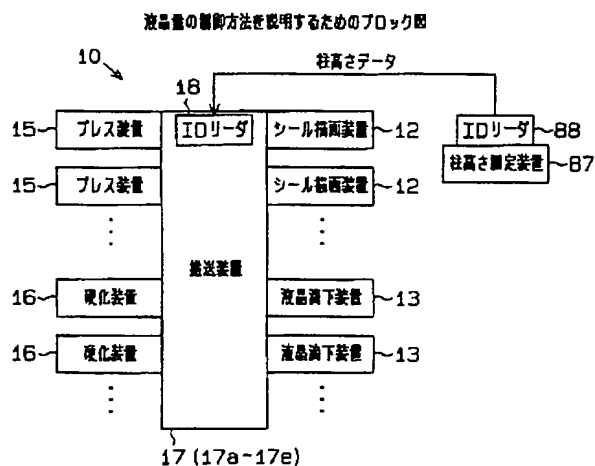 液晶量の制御方法を説明するためのブロック図
10
柱高さデータ
18
15 プレス装置 IDリーダ シール描画装置 12 IDリーダ 88
柱高さ測定装置 87
15 プレス装置 シール描画装置 12
搬送装置
16 硬化装置 液晶滴下装置 13
16 硬化装置 液晶滴下装置 13
17 (17a~17e)